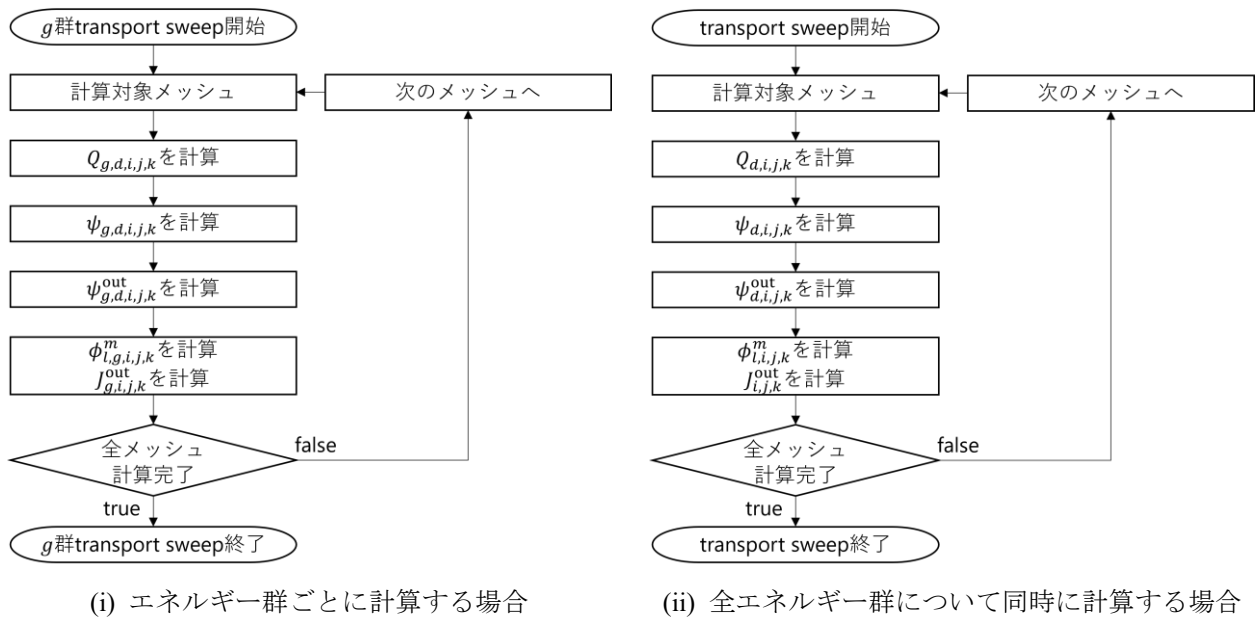 g群transport sweep開始
計算対象メッシュ
次のメッシュへ
Q_{g,d,i,j,k}を計算
ψ_{g,d,i,j,k}を計算
ψ^{out}_{g,d,i,j,k}を計算
ϕ^{m}_{l,g,i,j,k}を計算
J^{out}_{g,i,j,k}を計算
全メッシュ
計算完了
false
true
g群transport sweep終了
(i) エネルギー群ごとに計算する場合
transport sweep開始
計算対象メッシュ
次のメッシュへ
Q_{d,i,j,k}を計算
ψ_{d,i,j,k}を計算
ψ^{out}_{d,i,j,k}を計算
ϕ^{m}_{l,i,j,k}を計算
J^{out}_{i,j,k}を計算
全メッシュ
計算完了
false
true
transport sweep終了
(ii) 全エネルギー群について同時に計算する場合